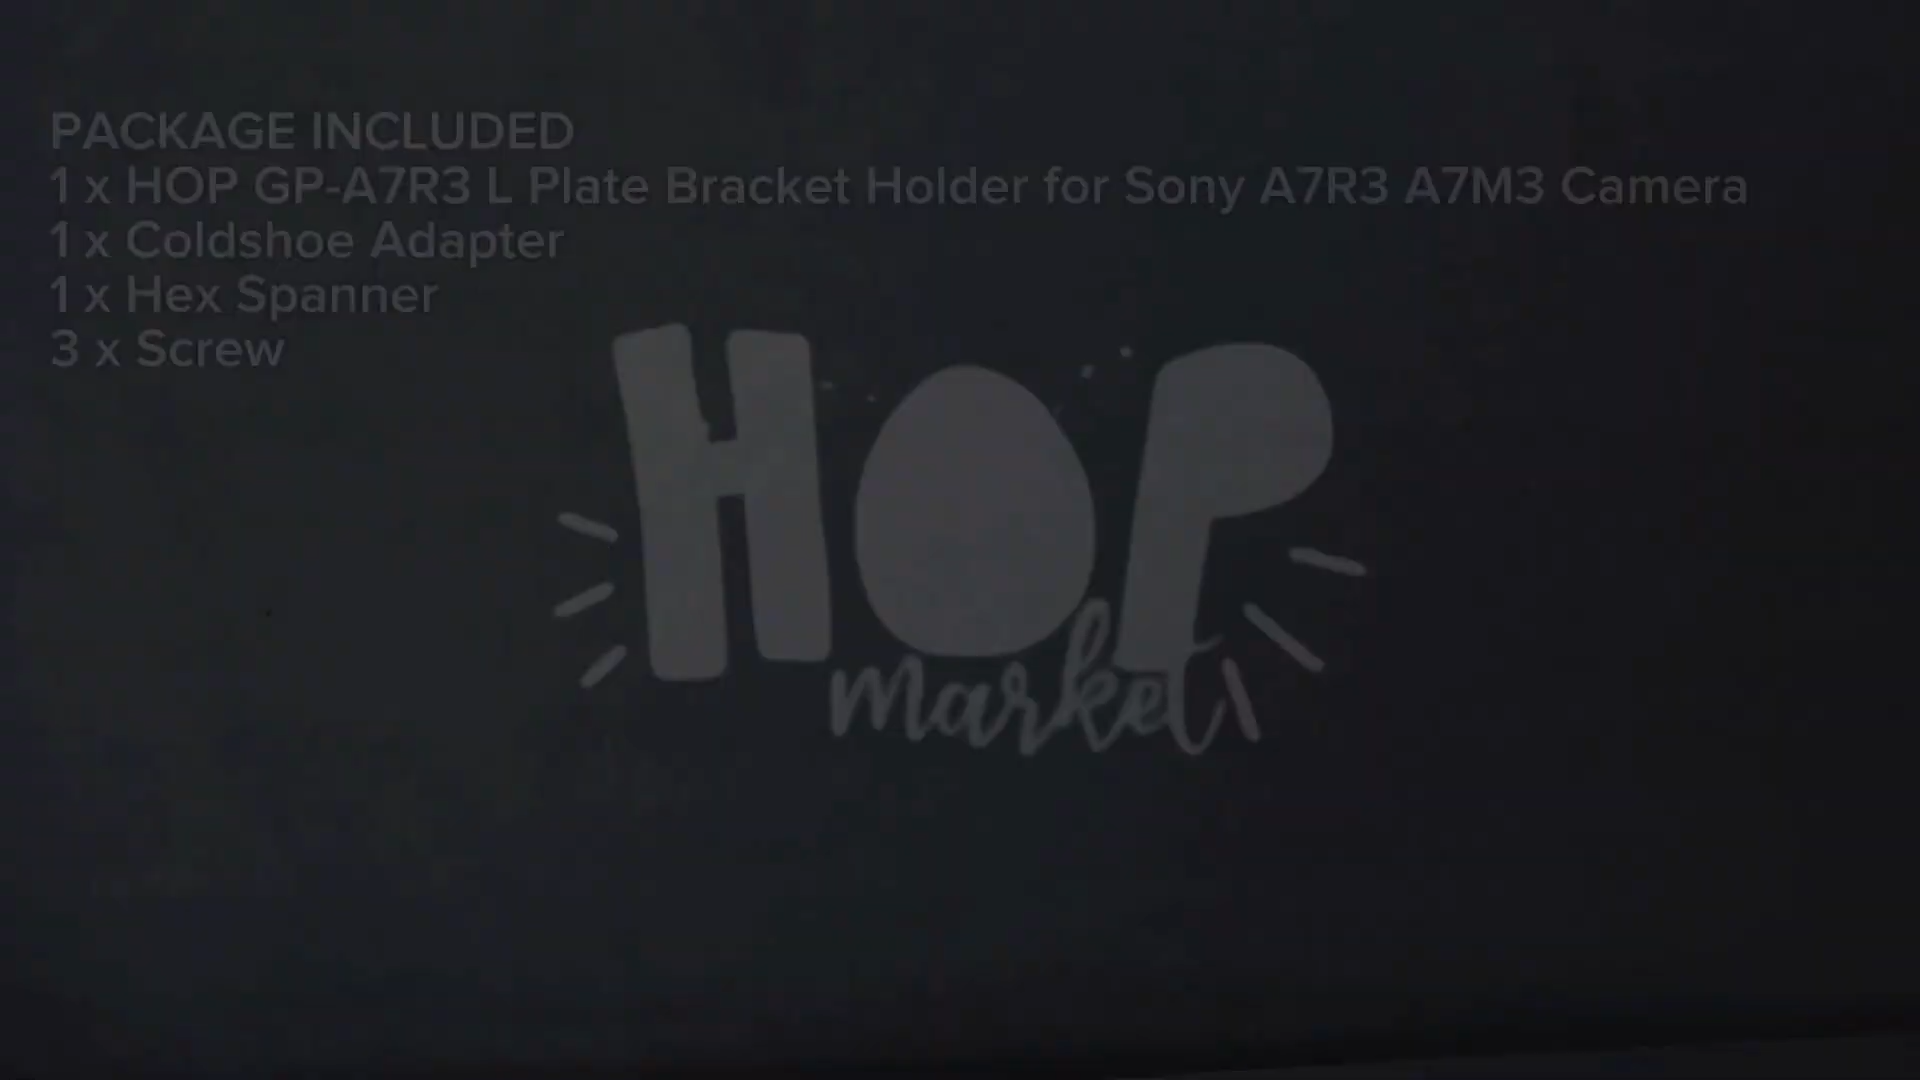 PACKAGE INCLUDED
1 x HOP GP-A7R3 L Plate Bracket Holder for Sony A7R3 A7M3 Camera
1 x Coldshoe Adapter
1 x Hex Spanner
3 x Screw
HOP
market